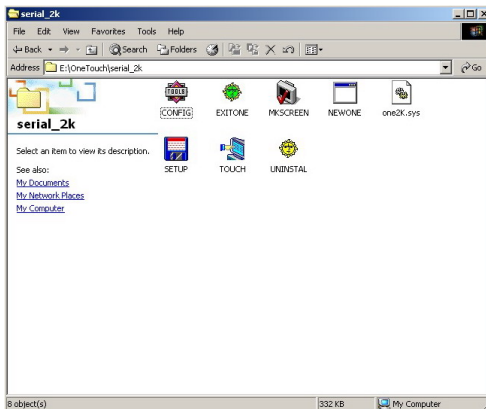 serial_2k
File Edit View Favorites Tools Help
Back Search Folders
Address E:\OneTouch\serial_2k Go
serial_2k
Select an item to view its description.
See also:
My Documents
My Network Places
My Computer
TOOLS
CONFIG EXITONE MKSCREEN NEWONE one2K.sys
SETUP TOUCH UNINSTAL
8 object(s) 332 KB My Computer